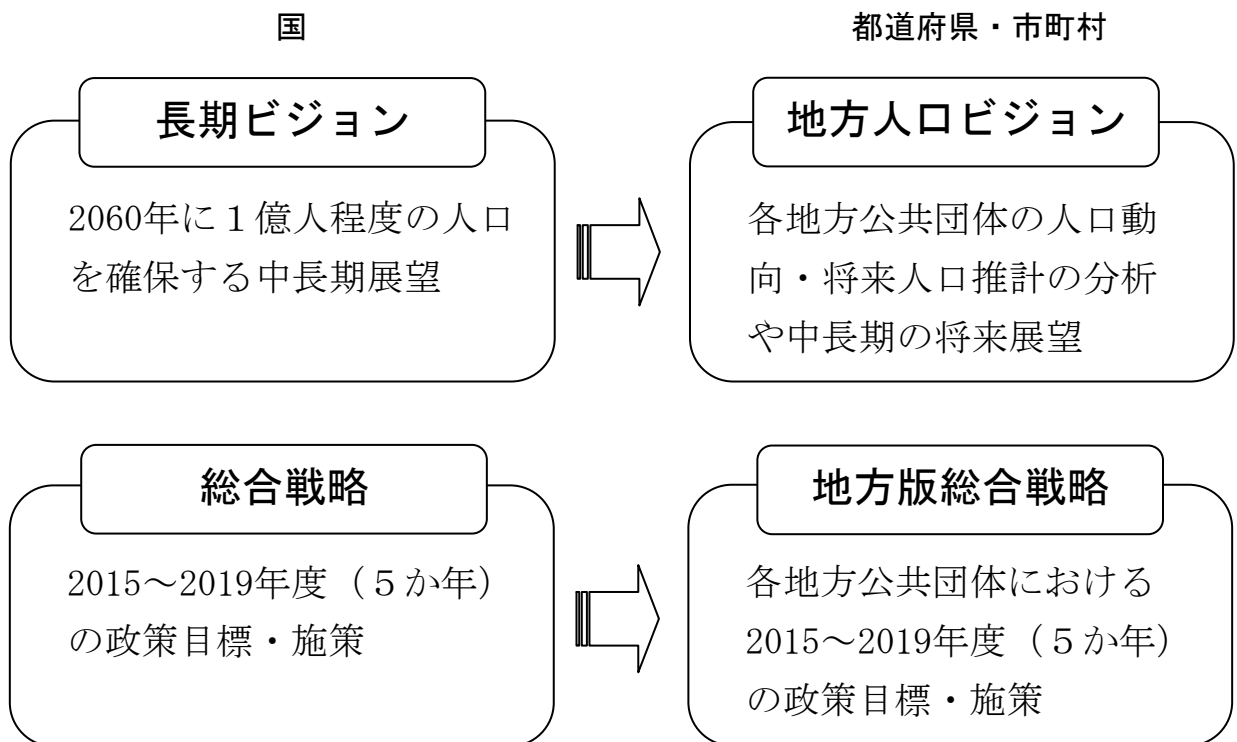 国
都道府県・市町村
長期ビジョン
2060年に１億人程度の人口
を確保する中長期展望
地方人口ビジョン
各地方公共団体の人口動
向・将来人口推計の分析
や中長期の将来展望
総合戦略
2015～2019年度（５か年）
の政策目標・施策
地方版総合戦略
各地方公共団体における
2015～2019年度（５か年）
の政策目標・施策